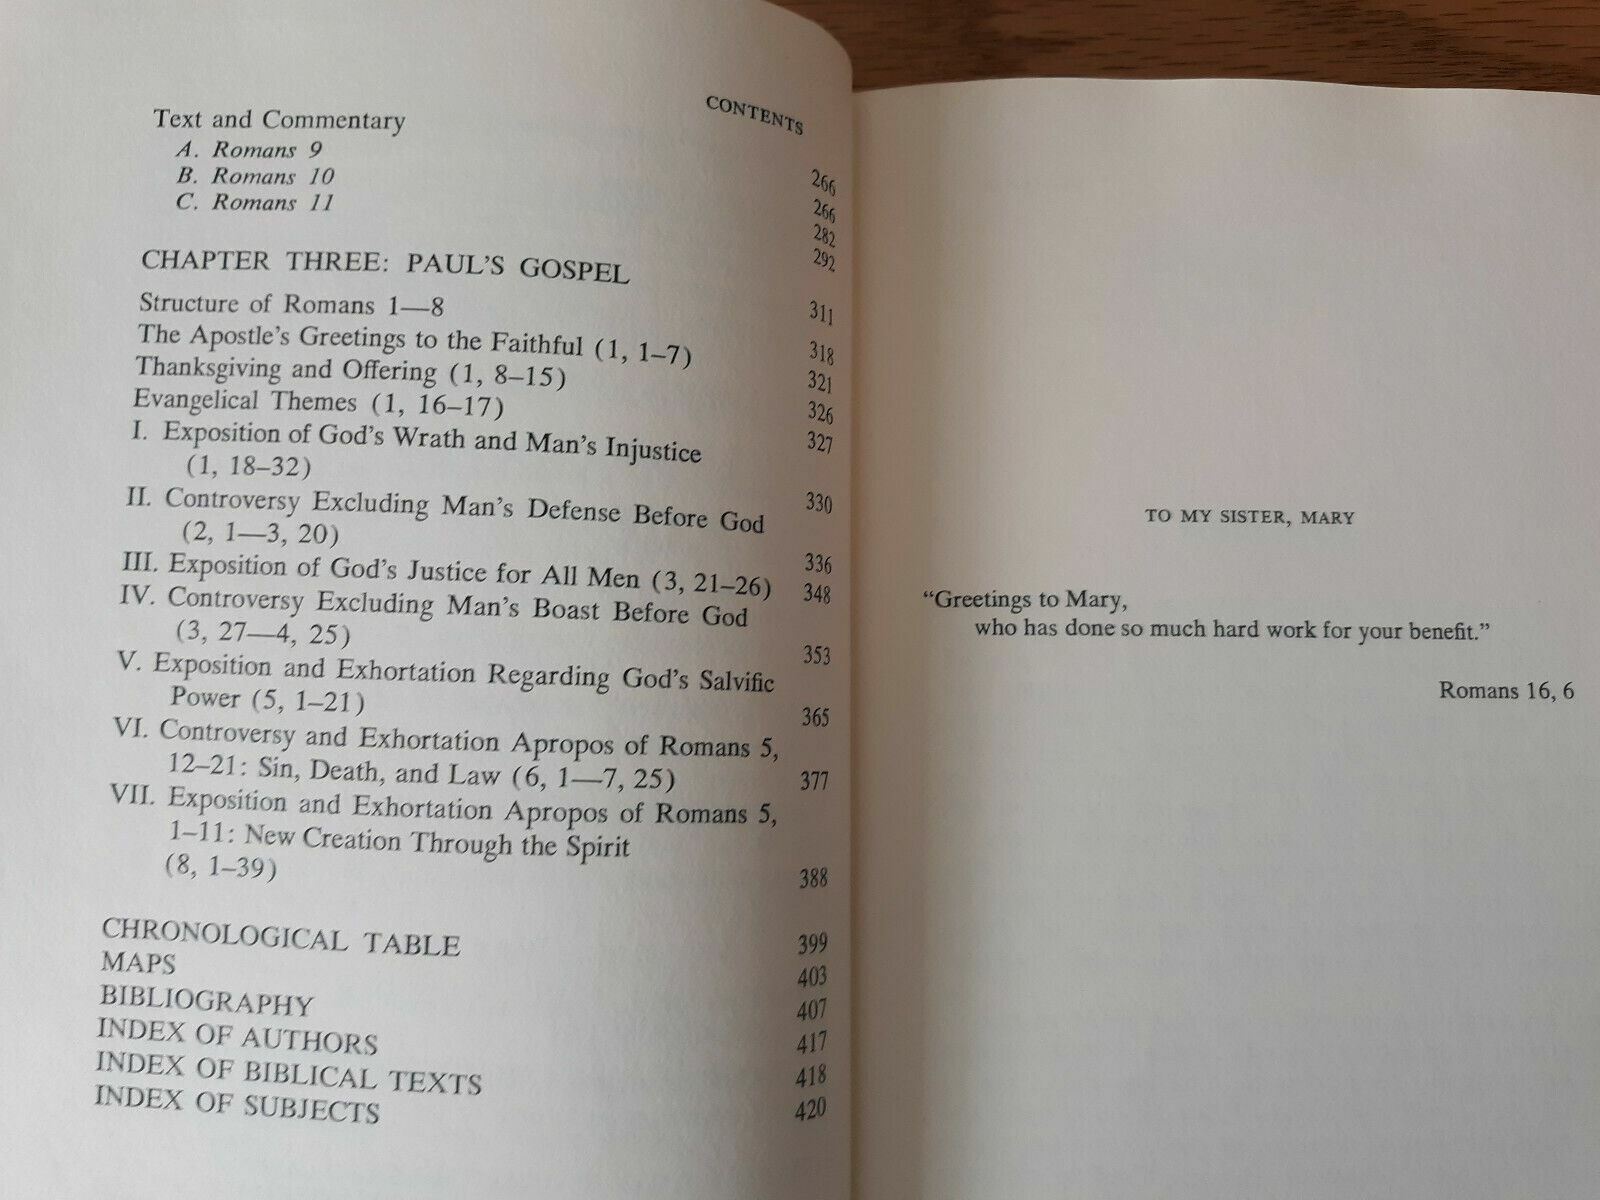 CONTENTS
Text and Commentary 266
A. Romans 9 266
B. Romans 10 282
C. Romans 11 292
CHAPTER THREE: PAUL'S GOSPEL 311
Structure of Romans 1—8 318
The Apostle's Greetings to the Faithful (1, 1–7) 321
Thanksgiving and Offering (1, 8–15) 326
Evangelical Themes (1, 16–17) 327
I. Exposition of God's Wrath and Man's Injustice
(1, 18–32) 330
II. Controversy Excluding Man's Defense Before God
(2, 1—3, 20) 336
III. Exposition of God's Justice for All Men (3, 21–26) 348
IV. Controversy Excluding Man's Boast Before God
(3, 27—4, 25) 353
V. Exposition and Exhortation Regarding God's Salvific
Power (5, 1–21) 365
VI. Controversy and Exhortation Apropos of Romans 5,
12–21: Sin, Death, and Law (6, 1—7, 25) 377
VII. Exposition and Exhortation Apropos of Romans 5,
1–11: New Creation Through the Spirit
(8, 1–39) 388
CHRONOLOGICAL TABLE 399
MAPS 403
BIBLIOGRAPHY 407
INDEX OF AUTHORS 417
INDEX OF BIBLICAL TEXTS 418
INDEX OF SUBJECTS 420
TO MY SISTER, MARY
“Greetings to Mary,
who has done so much hard work for your benefit.”
Romans 16, 6